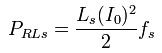 P_{RLs} = \frac{L_s(I_0)^2}{2} f_s